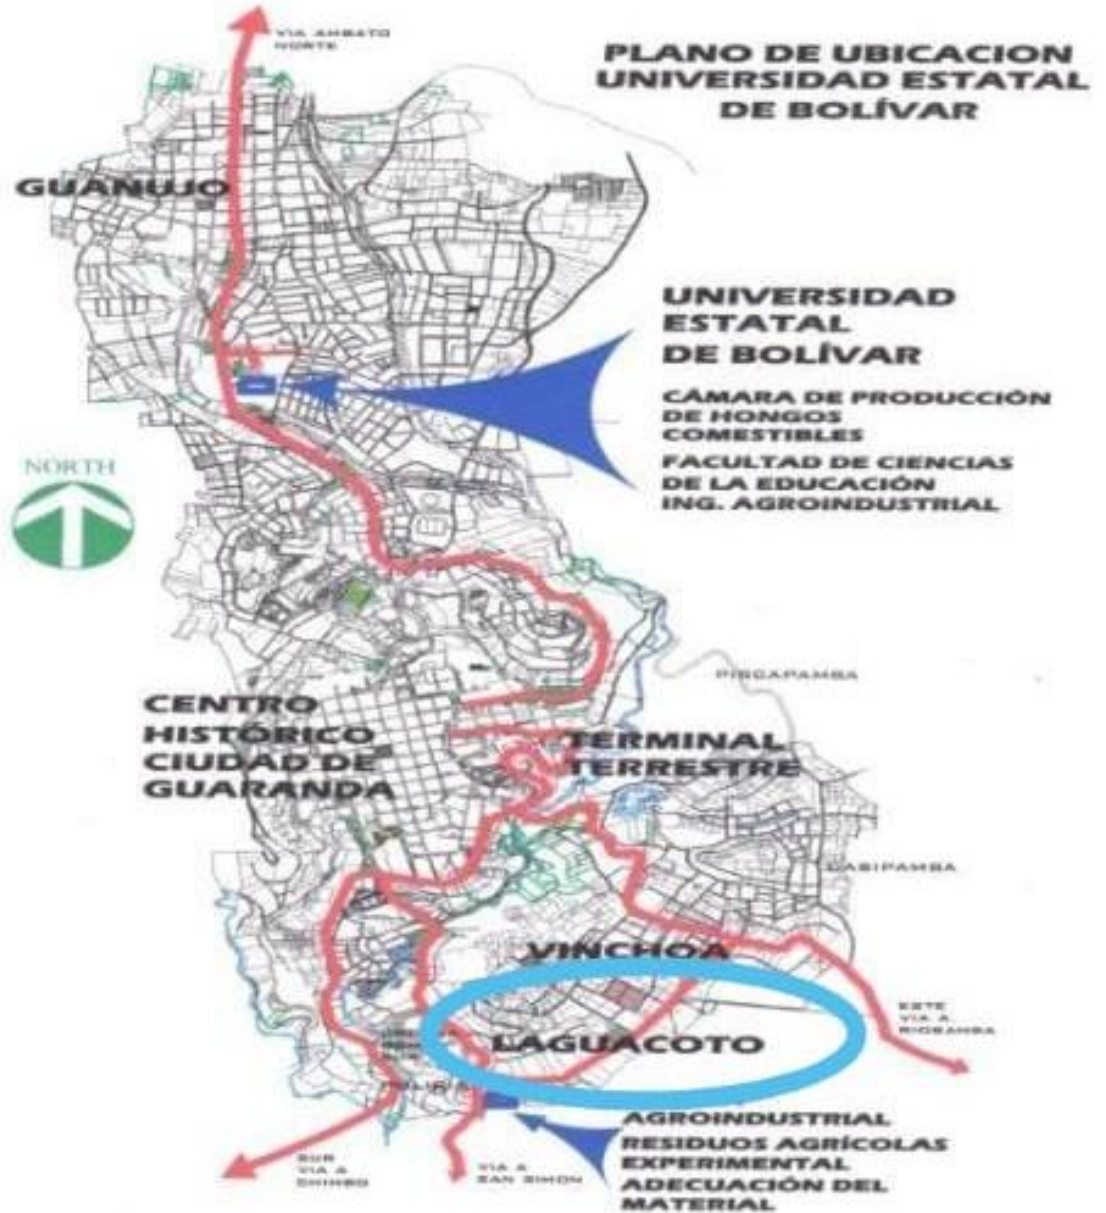 VIA AMBATO
NORTE
PLANO DE UBICACION
UNIVERSIDAD ESTATAL
DE BOLÍVAR
GUANUJO
UNIVERSIDAD
ESTATAL
DE BOLÍVAR
CÁMARA DE PRODUCCIÓN
DE HONGOS
COMESTIBLES
FACULTAD DE CIENCIAS
DE LA EDUCACIÓN
ING. AGROINDUSTRIAL
NORTH
PISCAPAMBA
CENTRO
HISTÓRICO
CIUDAD DE
GUARANDA
TERMINAL
TERRESTRE
VINCHOA
ESTE
VIA A
RIOBAMBA
LAGUACOTO
AGROINDUSTRIAL
RESIDUOS AGRÍCOLAS
EXPERIMENTAL
ADECUACIÓN DEL
MATERIAL
SUR
VIA A
CHIMBO
VIA A
SAN SIMON